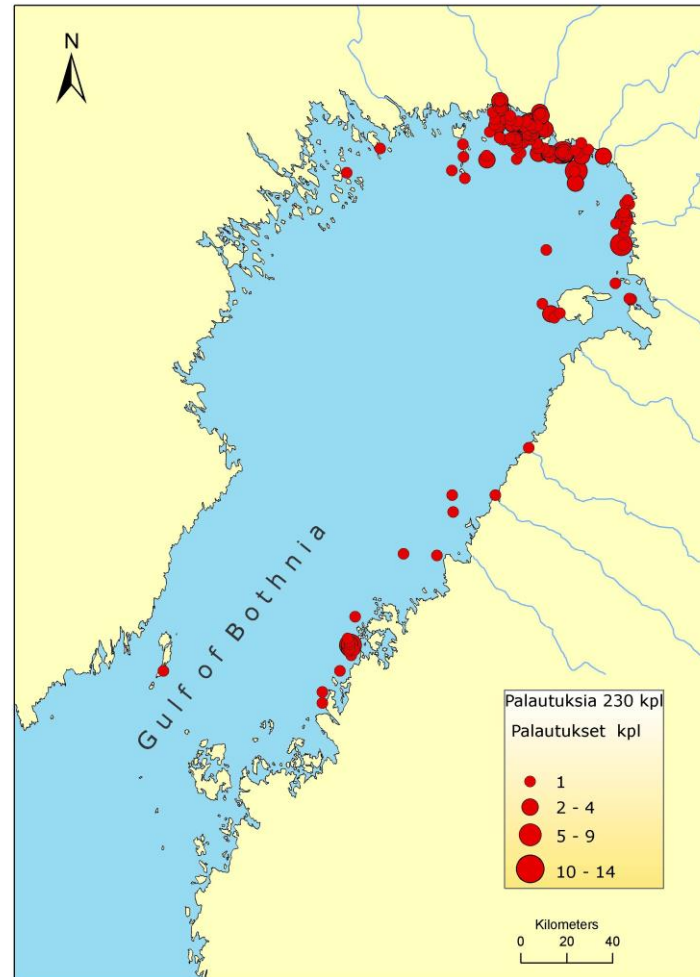 N
Gulf of Bothnia
Palautuksia 230 kpl
Palautukset kpl
1
2 - 4
5 - 9
10 - 14
Kilometers
0 20 40